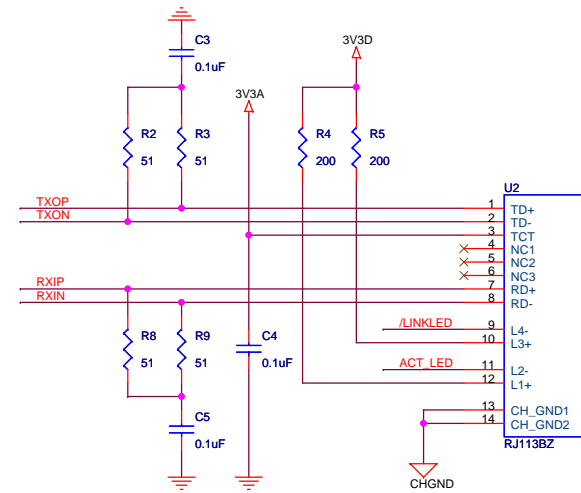 C3
0.1uF
3V3D
3V3A
R2
51
R3
51
R4
200
R5
200
U2
TXOP
1
TD+
TXON
2
TD-
3
TCT
4
NC1
5
NC2
6
NC3
RXIP
7
RD+
RXIN
8
RD-
R8
51
R9
51
C4
0.1uF
/LINKLED
9
L4-
10
L3+
ACT_LED
11
L2-
12
L1+
C5
0.1uF
13
CH_GND1
14
CH_GND2
RJ113BZ
CHGND